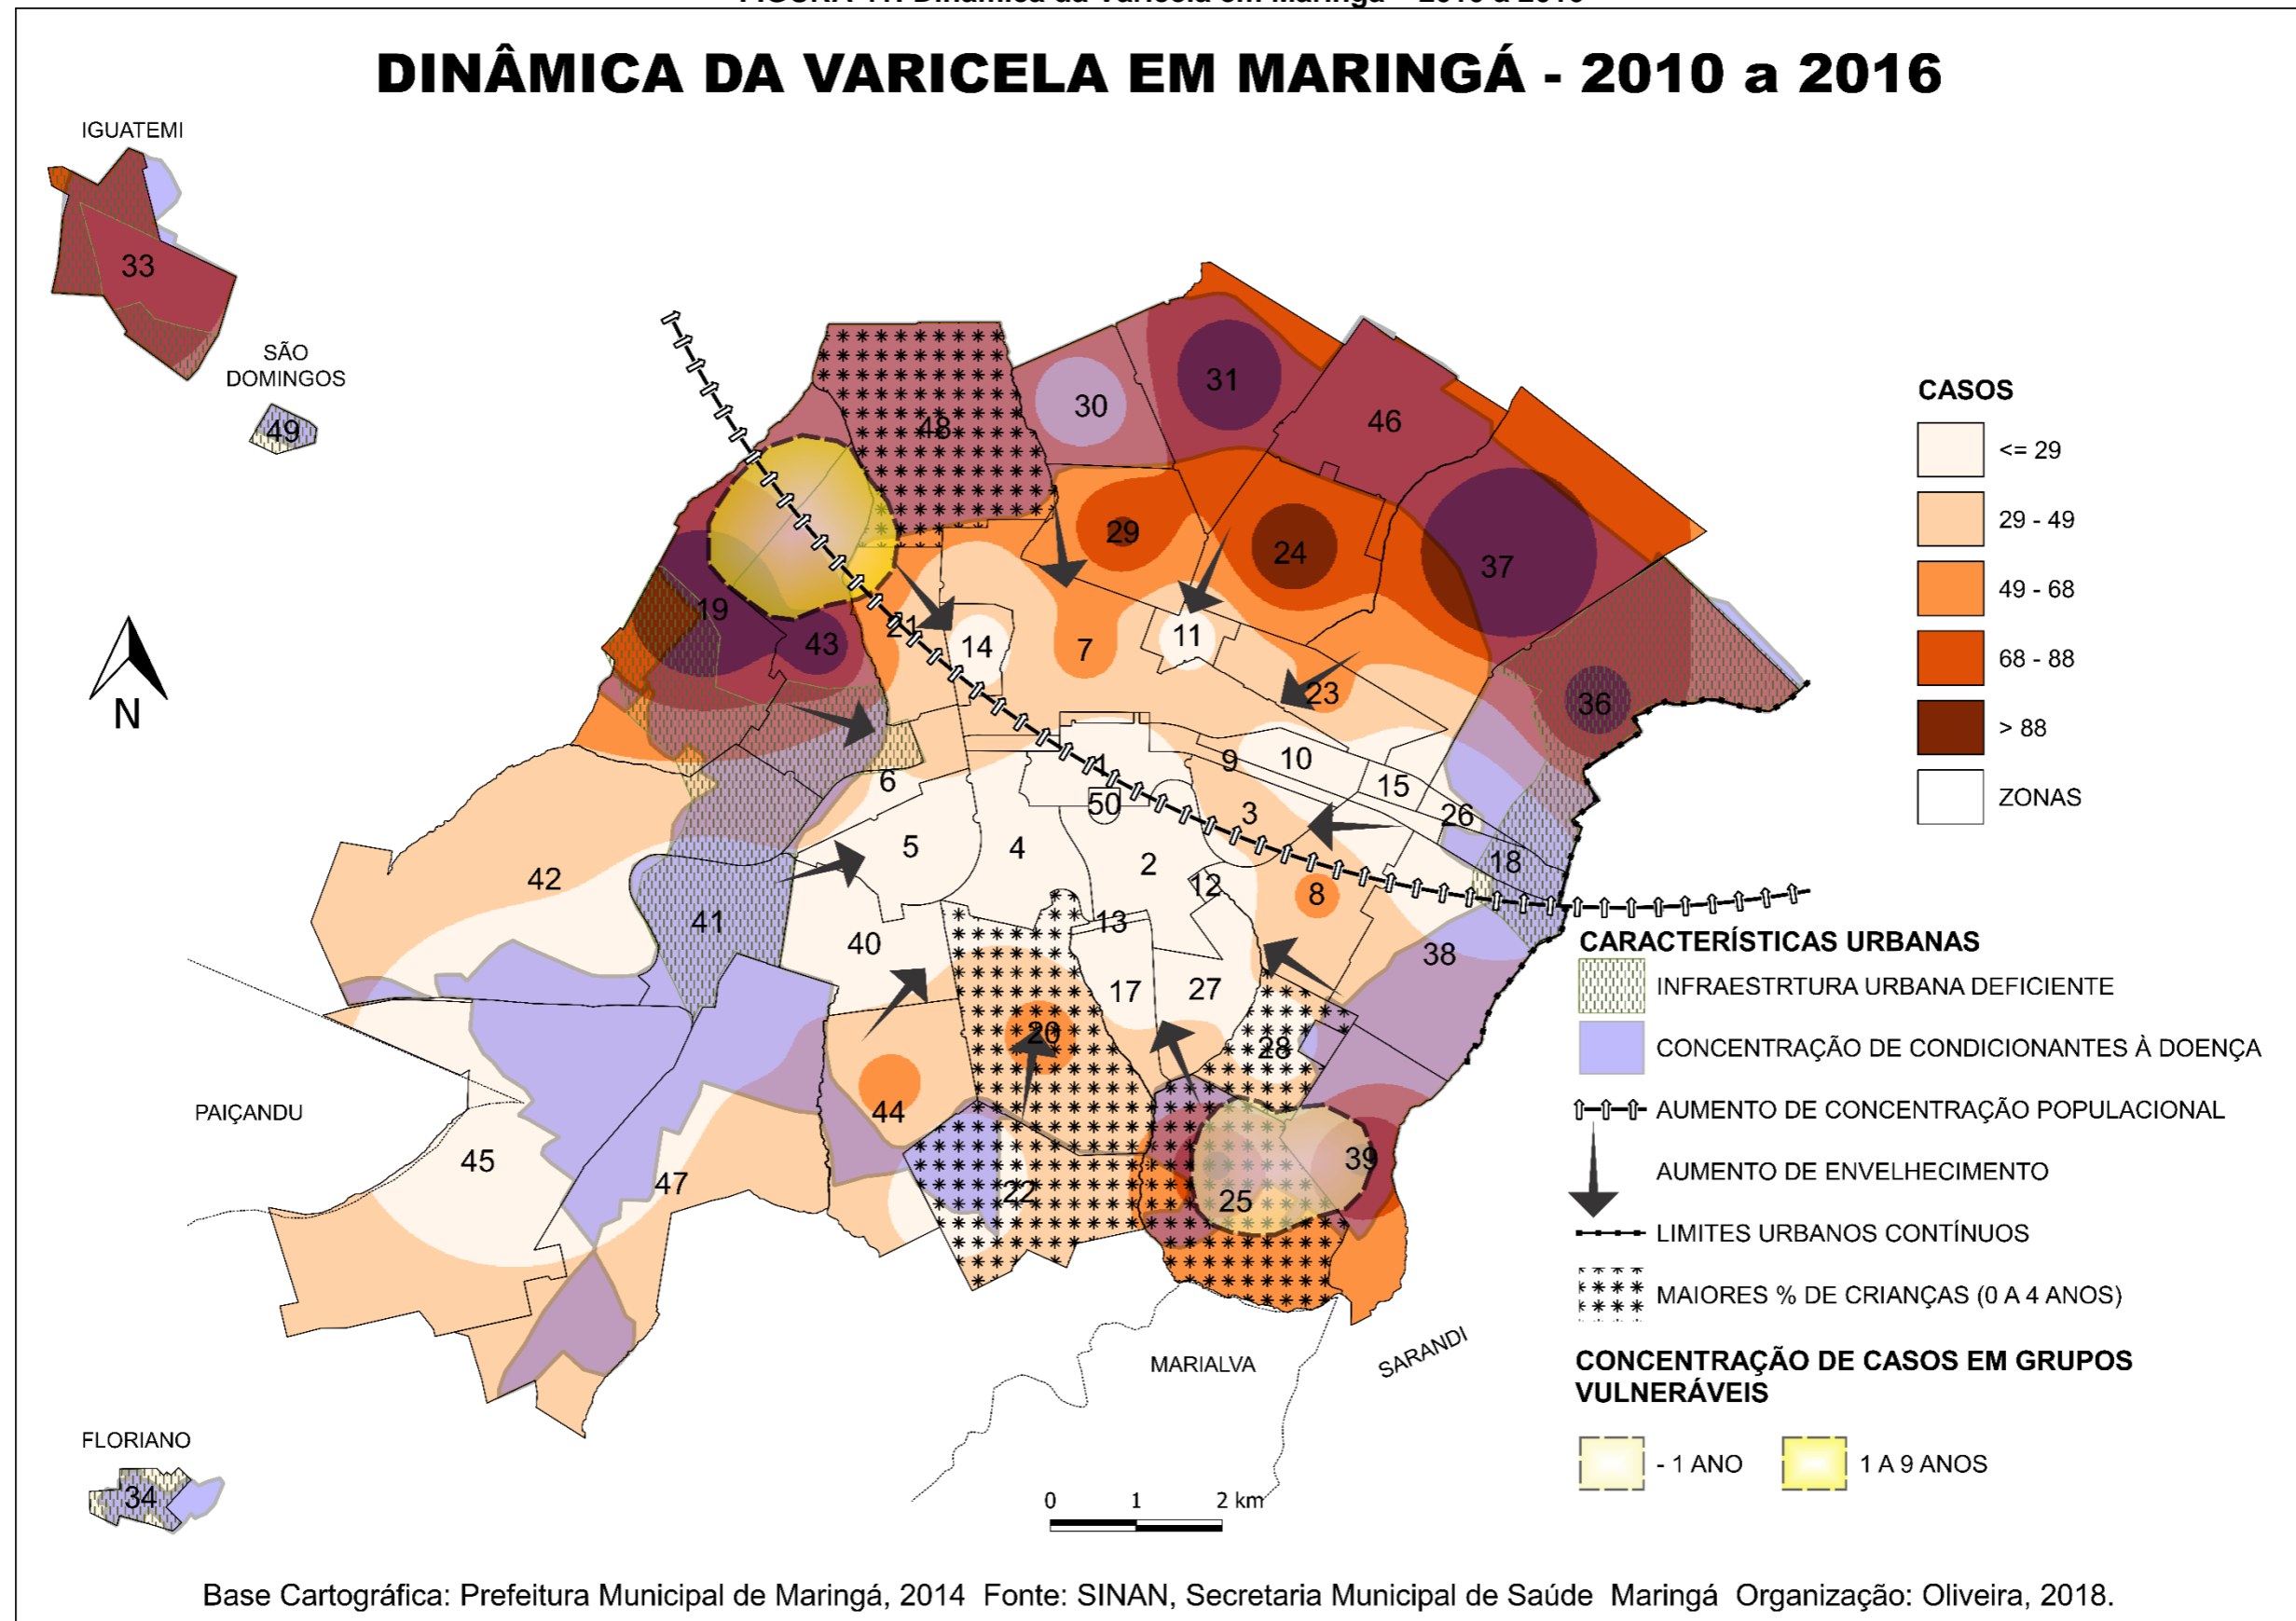 DINÂMICA DA VARICELA EM MARINGÁ - 2010 a 2016
IGUATEMI
33
SÃO
DOMINGOS
49
31
30
46
48
29
24
37
19
43
21
14
7
11
23
36
N
6
1
9
10
15
50
3
26
5
4
2
12
8
18
42
41
40
13
38
17
27
20
28
44
45
47
22
25
39
PAIÇANDU
MARIALVA
SARANDI
FLORIANO
34
0 1 2 km
CASOS
<= 29
29 - 49
49 - 68
68 - 88
> 88
ZONAS
CARACTERÍSTICAS URBANAS
INFRAESTRTURA URBANA DEFICIENTE
CONCENTRAÇÃO DE CONDICIONANTES À DOENÇA
AUMENTO DE CONCENTRAÇÃO POPULACIONAL
AUMENTO DE ENVELHECIMENTO
LIMITES URBANOS CONTÍNUOS
MAIORES % DE CRIANÇAS (0 A 4 ANOS)
CONCENTRAÇÃO DE CASOS EM GRUPOS
VULNERÁVEIS
- 1 ANO
1 A 9 ANOS
Base Cartográfica: Prefeitura Municipal de Maringá, 2014 Fonte: SINAN, Secretaria Municipal de Saúde Maringá Organização: Oliveira, 2018.